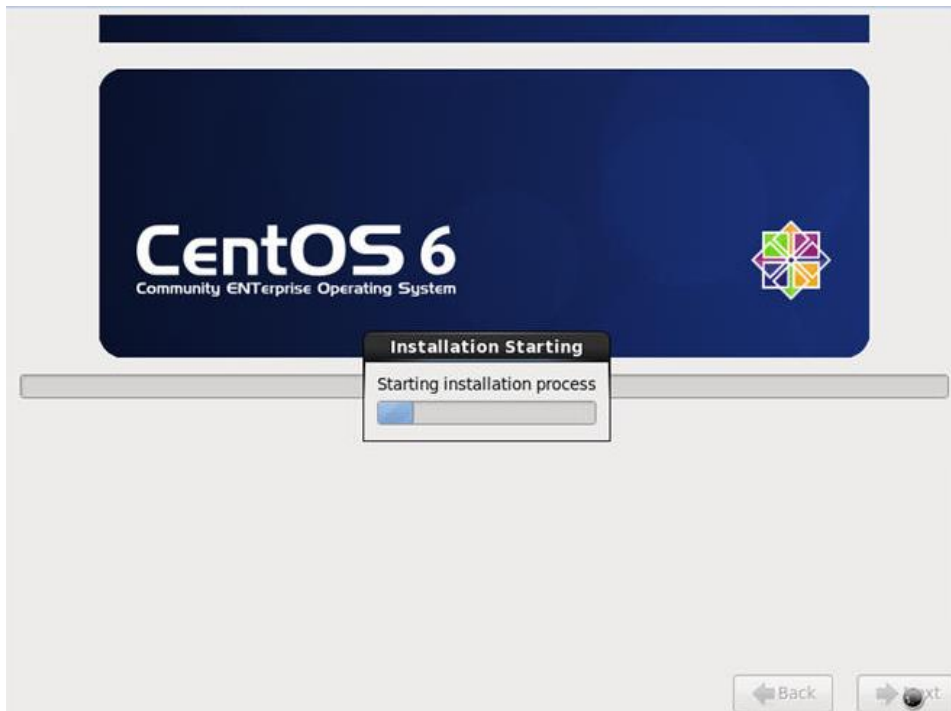 CentOS 6
Community ENTerprise Operating System
Installation Starting
Starting installation process
Back